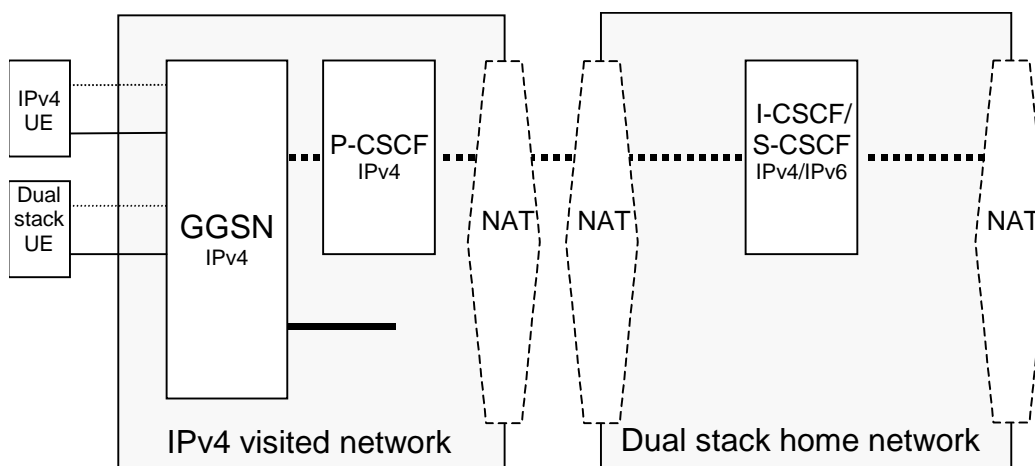 IPv4
UE
Dual
stack
UE
GGSN
IPv4
P-CSCF
IPv4
NAT
NAT
I-CSCF/
S-CSCF
IPv4/IPv6
NAT
IPv4 visited network
Dual stack home network